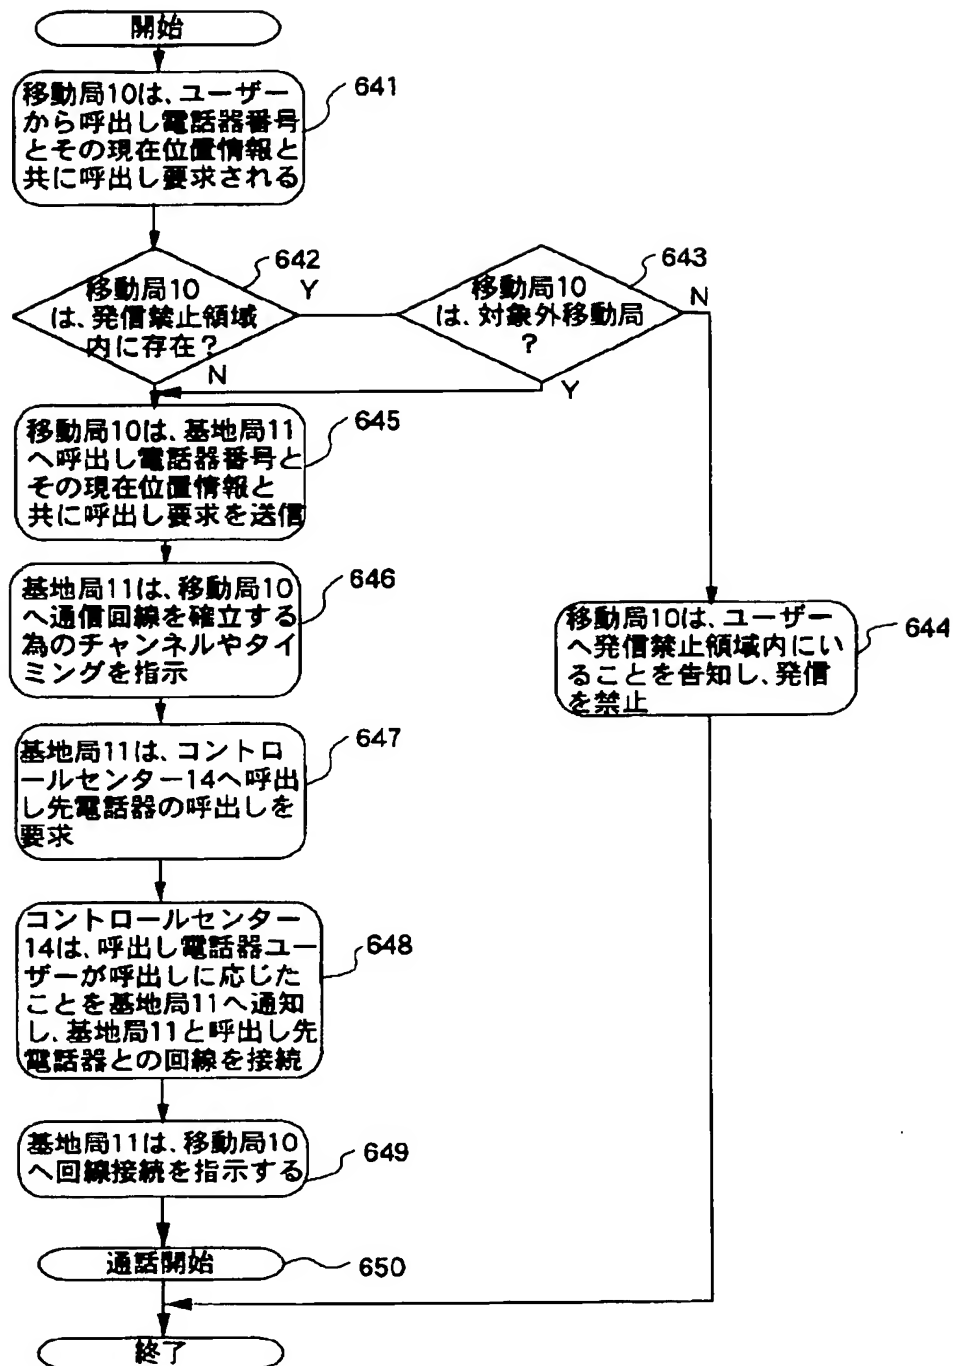 開始
移動局10は、ユーザー
から呼出し電話器番号
とその現在位置情報と
共に呼出し要求される
641
移動局10
は、発信禁止領域
内に存在?
642
Y
N
移動局10
は、対象外移動局
?
643
N
Y
移動局10は、基地局11
へ呼出し電話器番号と
その現在位置情報と
共に呼出し要求を送信
645
基地局11は、移動局10
へ通信回線を確立する
為のチャンネルやタイ
ミングを指示
646
移動局10は、ユーザー
へ発信禁止領域内にい
ることを告知し、発信
を禁止
644
基地局11は、コントロ
ールセンター14へ呼出
し先電話器の呼出しを
要求
647
コントロールセンター
14は、呼出し電話器ユー
ザーが呼出しに応じた
ことを基地局11へ通知
し、基地局11と呼出し先
電話器との回線を接続
648
基地局11は、移動局10
へ回線接続を指示する
649
通話開始
650
終了